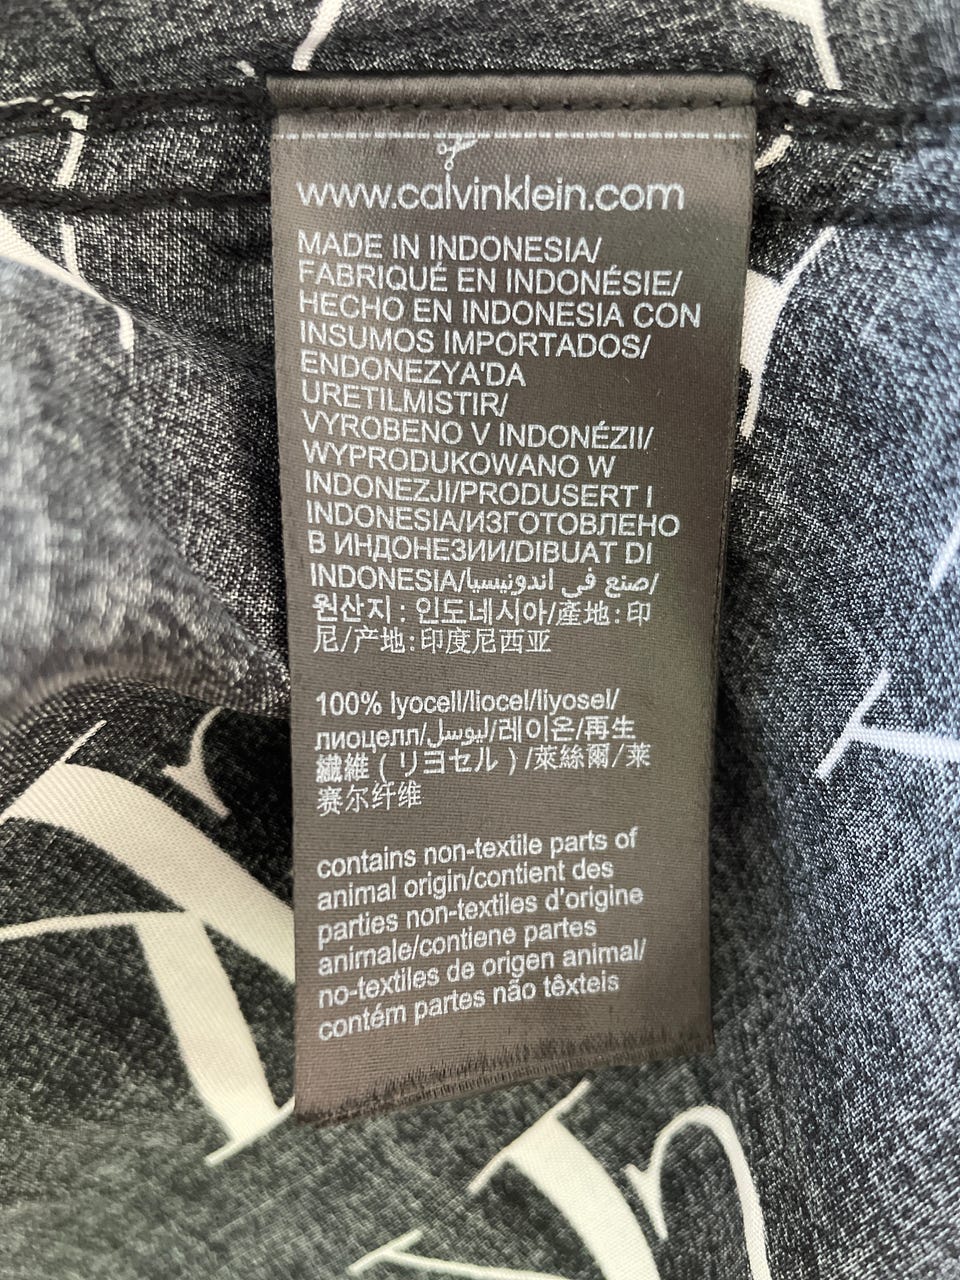 www.calvinklein.com
MADE IN INDONESIA/
FABRIQUÉ EN INDONÉSIE/
HECHO EN INDONESIA CON
INSUMOS IMPORTADOS/
ENDONEZYA'DA
URETILMISTIR/
VYROBENO V INDONÉZII/
WYPRODUKOWANO W
INDONEZJI/PRODUSERT I
INDONESIA/ИЗГОТОВЛЕНО
В ИНДОНЕЗИИ/DIBUAT DI
INDONESIA/صنع في اندونيسيا/
원산지 : 인도네시아/產地:印
尼/产地:印度尼西亚
100% lyocell/liocel/liyosel/
лиоцелл/ليوسل/레이온/再生
繊維 ( リヨセル ) /萊絲爾/莱
赛尔纤维
contains non-textile parts of
animal origin/contient des
parties non-textiles d'origine
animale/contiene partes
no-textiles de origen animal/
contém partes não têxteis